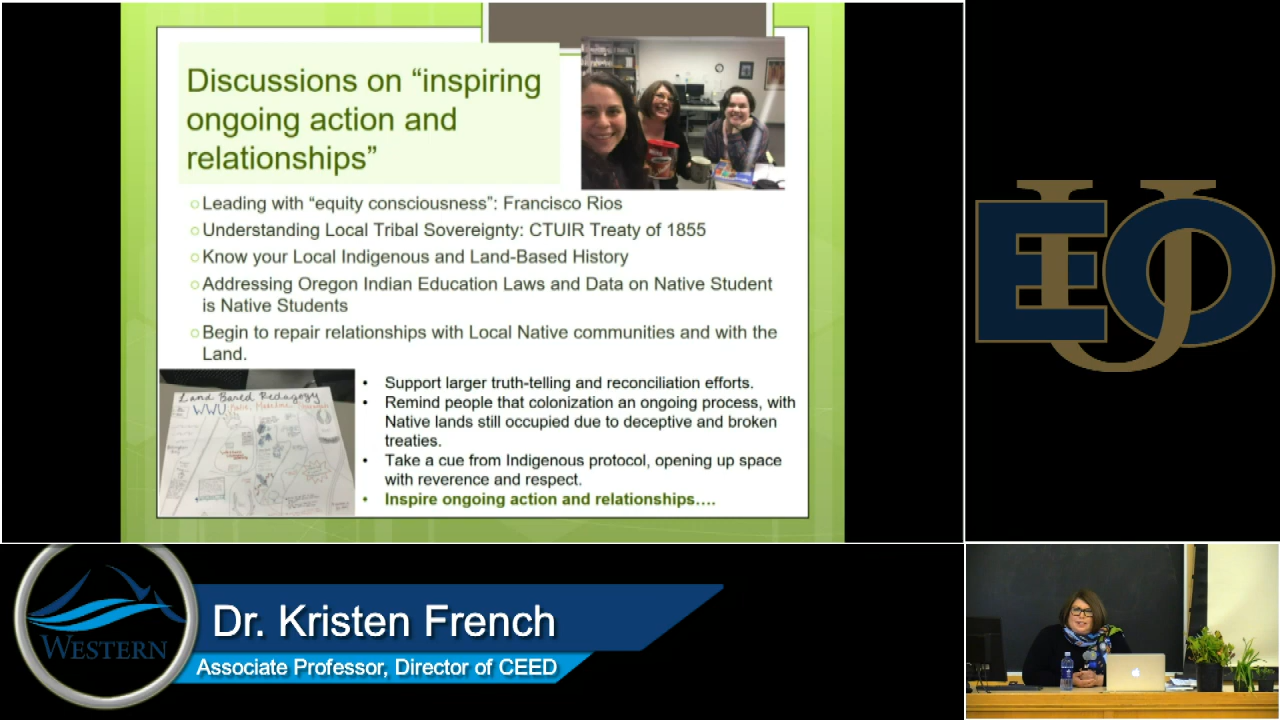 Discussions on “inspiring
ongoing action and
relationships”
Leading with “equity consciousness”: Francisco Rios
Understanding Local Tribal Sovereignty: CTUIR Treaty of 1855
Know your Local Indigenous and Land-Based History
Addressing Oregon Indian Education Laws and Data on Native Student
is Native Students
Begin to repair relationships with Local Native communities and with the
Land.
Land Based Pedagogy
WWU
• Support larger truth-telling and reconciliation efforts.
• Remind people that colonization an ongoing process, with
Native lands still occupied due to deceptive and broken
treaties.
• Take a cue from Indigenous protocol, opening up space
with reverence and respect.
• Inspire ongoing action and relationships….
EOU
WESTERN
Dr. Kristen French
Associate Professor, Director of CEED